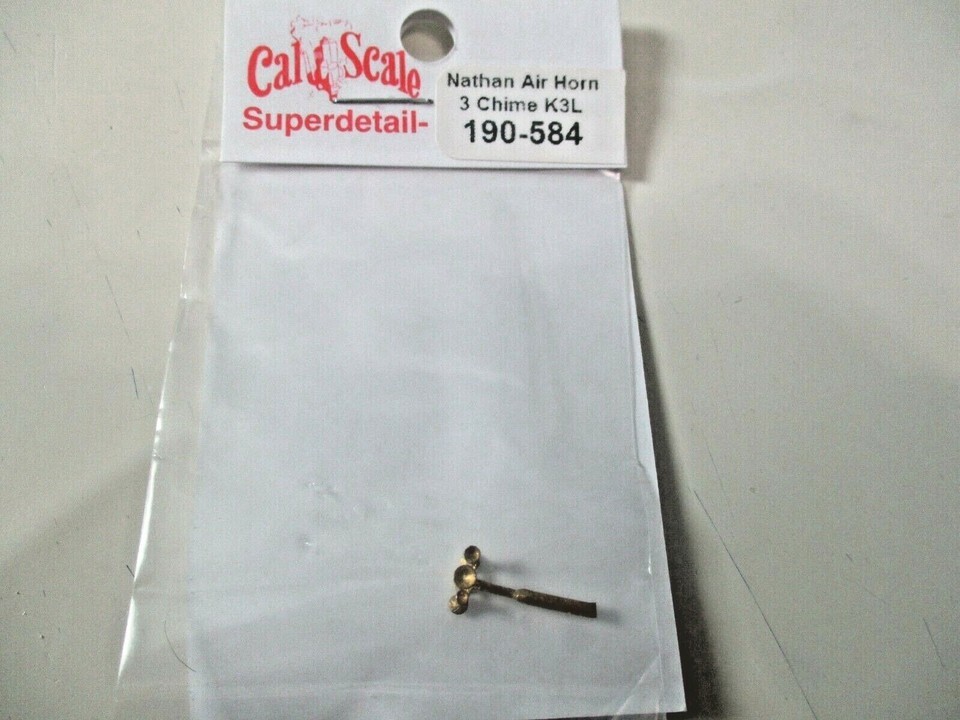 Cal Scale
Superdetail-
Nathan Air Horn
3 Chime K3L
190-584